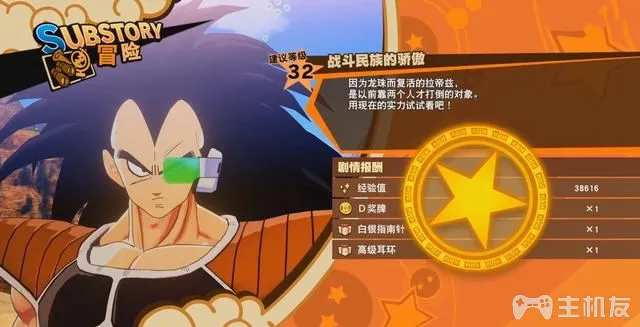 SUBSTORY
冒险
建议等级
32
战斗民族的骄傲
因为龙珠而复活的拉帝兹，
是以前靠两个人才打倒的对象。
用现在的实力试试看吧！
剧情报酬
经验值 38616
D奖牌 ×1
白银指南针 ×1
高级耳环 ×1
主机友